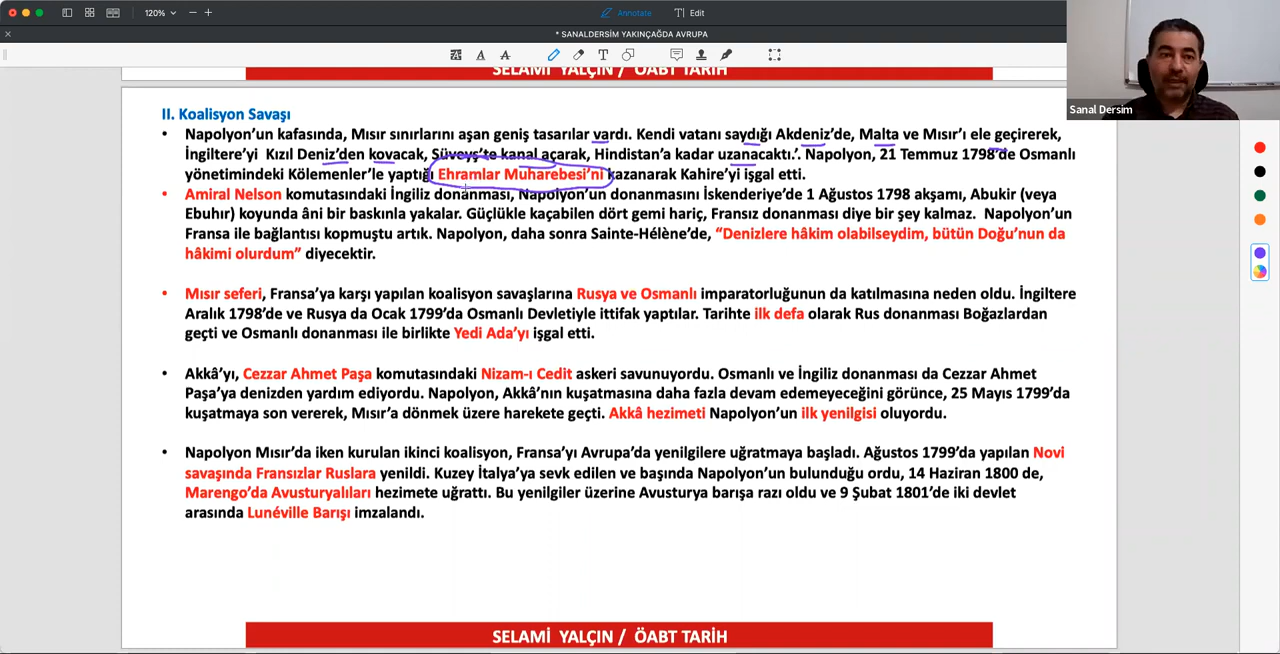 120%
Annotate
Edit
* SANALDERSİM YAKINÇAĞDA AVRUPA
SELAMİ YALÇIN / ÖABT TARİH
Sanal Dersim
II. Koalisyon Savaşı
• Napolyon'un kafasında, Mısır sınırlarını aşan geniş tasarılar vardı. Kendi vatanı saydığı Akdeniz'de, Malta ve Mısır'ı ele geçirerek,
İngiltere'yi Kızıl Deniz'den kovacak, Süveyş'te kanal açarak, Hindistan'a kadar uzanacaktı.'. Napolyon, 21 Temmuz 1798'de Osmanlı
yönetimindeki Kölemenler'le yaptığı Ehramlar Muharebesi'ni kazanarak Kahire'yi işgal etti.
• Amiral Nelson komutasındaki İngiliz donanması, Napolyon'un donanmasını İskenderiye'de 1 Ağustos 1798 akşamı, Abukir (veya
Ebuhır) koyunda âni bir baskınla yakalar. Güçlükle kaçabilen dört gemi hariç, Fransız donanması diye bir şey kalmaz. Napolyon'un
Fransa ile bağlantısı kopmuştu artık. Napolyon, daha sonra Sainte-Hélène'de, "Denizlere hâkim olabilseydim, bütün Doğu'nun da
hâkimi olurdum" diyecektir.
• Mısır seferi, Fransa'ya karşı yapılan koalisyon savaşlarına Rusya ve Osmanlı imparatorluğunun da katılmasına neden oldu. İngiltere
Aralık 1798'de ve Rusya da Ocak 1799'da Osmanlı Devletiyle ittifak yaptılar. Tarihte ilk defa olarak Rus donanması Boğazlardan
geçti ve Osmanlı donanması ile birlikte Yedi Ada'yı işgal etti.
• Akkâ'yı, Cezzar Ahmet Paşa komutasındaki Nizam-ı Cedit askeri savunuyordu. Osmanlı ve İngiliz donanması da Cezzar Ahmet
Paşa'ya denizden yardım ediyordu. Napolyon, Akkâ'nın kuşatmasına daha fazla devam edemeyeceğini görünce, 25 Mayıs 1799'da
kuşatmaya son vererek, Mısır'a dönmek üzere harekete geçti. Akkâ hezimeti Napolyon'un ilk yenilgisi oluyordu.
• Napolyon Mısır'da iken kurulan ikinci koalisyon, Fransa'yı Avrupa'da yenilgilere uğratmaya başladı. Ağustos 1799'da yapılan Novi
savaşında Fransızlar Ruslara yenildi. Kuzey İtalya'ya sevk edilen ve başında Napolyon'un bulunduğu ordu, 14 Haziran 1800 de,
Marengo'da Avusturyalıları hezimete uğrattı. Bu yenilgiler üzerine Avusturya barışa razı oldu ve 9 Şubat 1801'de iki devlet
arasında Lunéville Barışı imzalandı.
SELAMİ YALÇIN / ÖABT TARİH